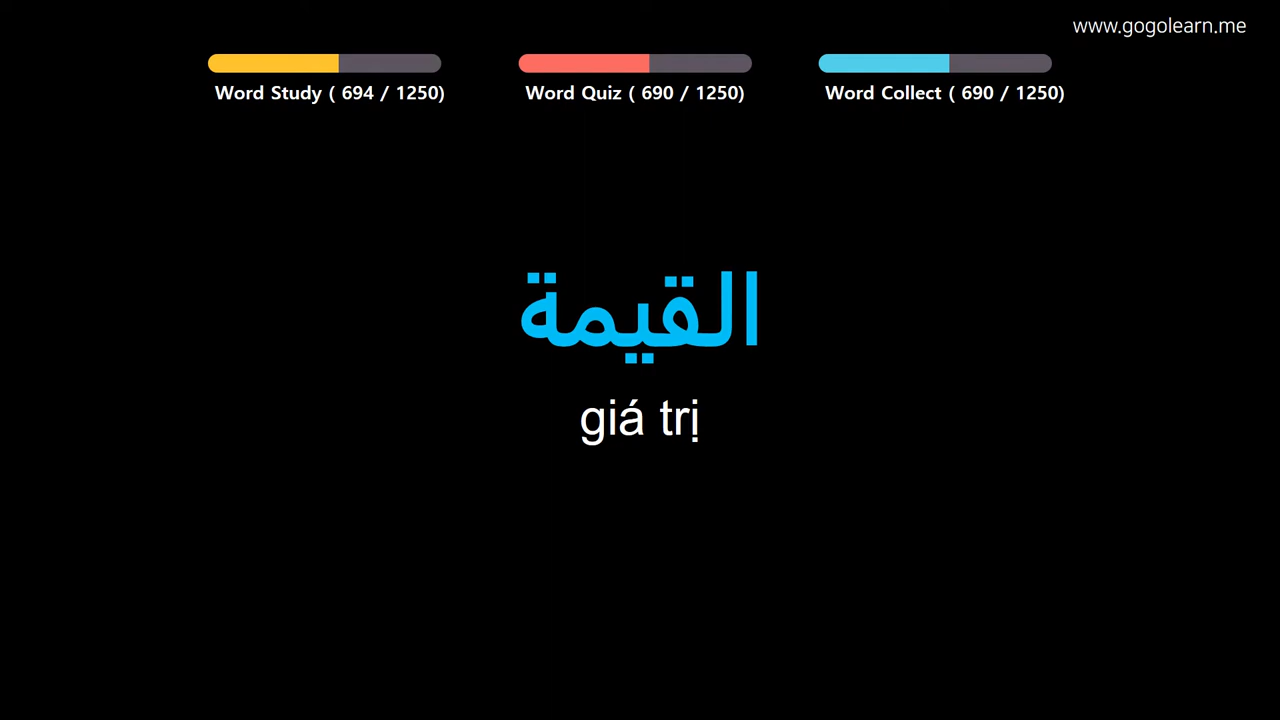 www.gogolearn.me
Word Study ( 694 / 1250)
Word Quiz ( 690 / 1250)
Word Collect ( 690 / 1250)
القيمة
giá trị